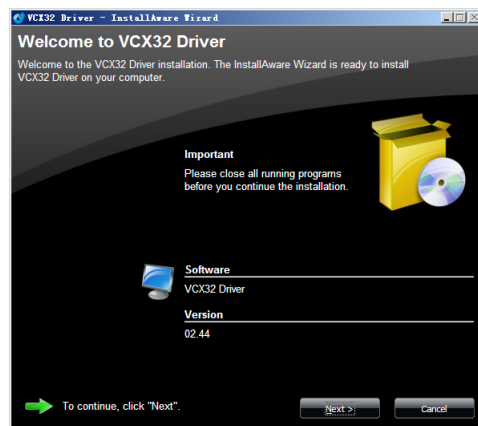 VCX32 Driver - InstallAware Wizard
Welcome to VCX32 Driver
Welcome to the VCX32 Driver installation. The InstallAware Wizard is ready to install
VCX32 Driver on your computer.
Important
Please close all running programs
before you continue the installation.
Software
VCX32 Driver
Version
02.44
To continue, click "Next".
Next >
Cancel